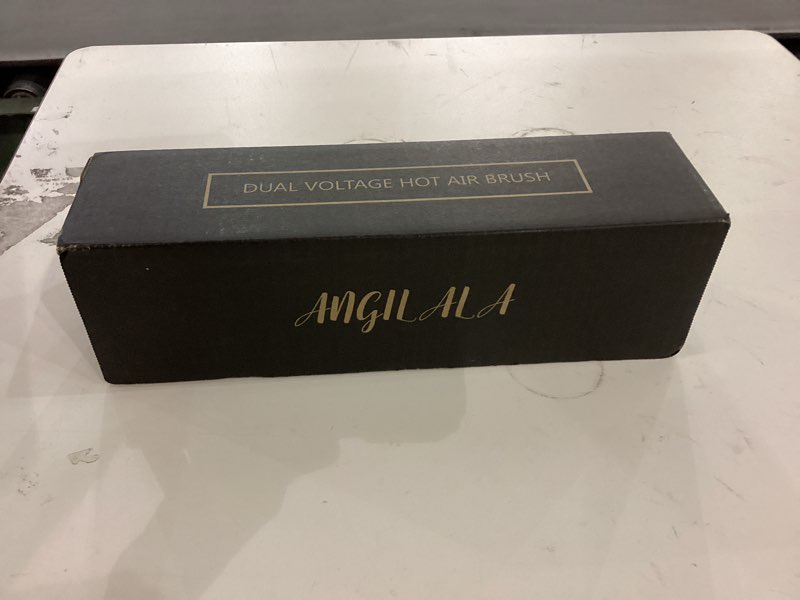 DUAL VOLTAGE HOT AIR BRUSH
ANGILALA